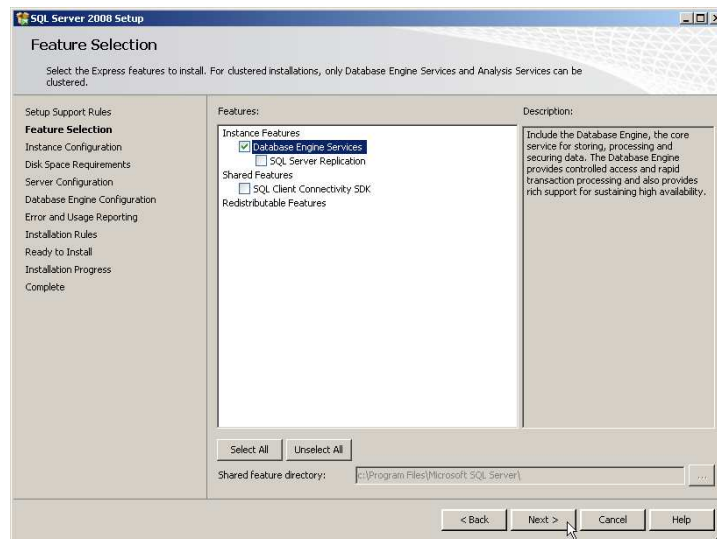 SQL Server 2008 Setup
Feature Selection
Select the Express features to install. For clustered installations, only Database Engine Services and Analysis Services can be
clustered.
Setup Support Rules
Feature Selection
Instance Configuration
Disk Space Requirements
Server Configuration
Database Engine Configuration
Error and Usage Reporting
Installation Rules
Ready to Install
Installation Progress
Complete
Features:
Instance Features
Database Engine Services
SQL Server Replication
Shared Features
SQL Client Connectivity SDK
Redistributable Features
Description:
Include the Database Engine, the core
service for storing, processing and
securing data. The Database Engine
provides controlled access and rapid
transaction processing and also provides
rich support for sustaining high availability.
Select All
Unselect All
Shared feature directory:
c:\Program Files\Microsoft SQL Server\
...
< Back
Next >
Cancel
Help